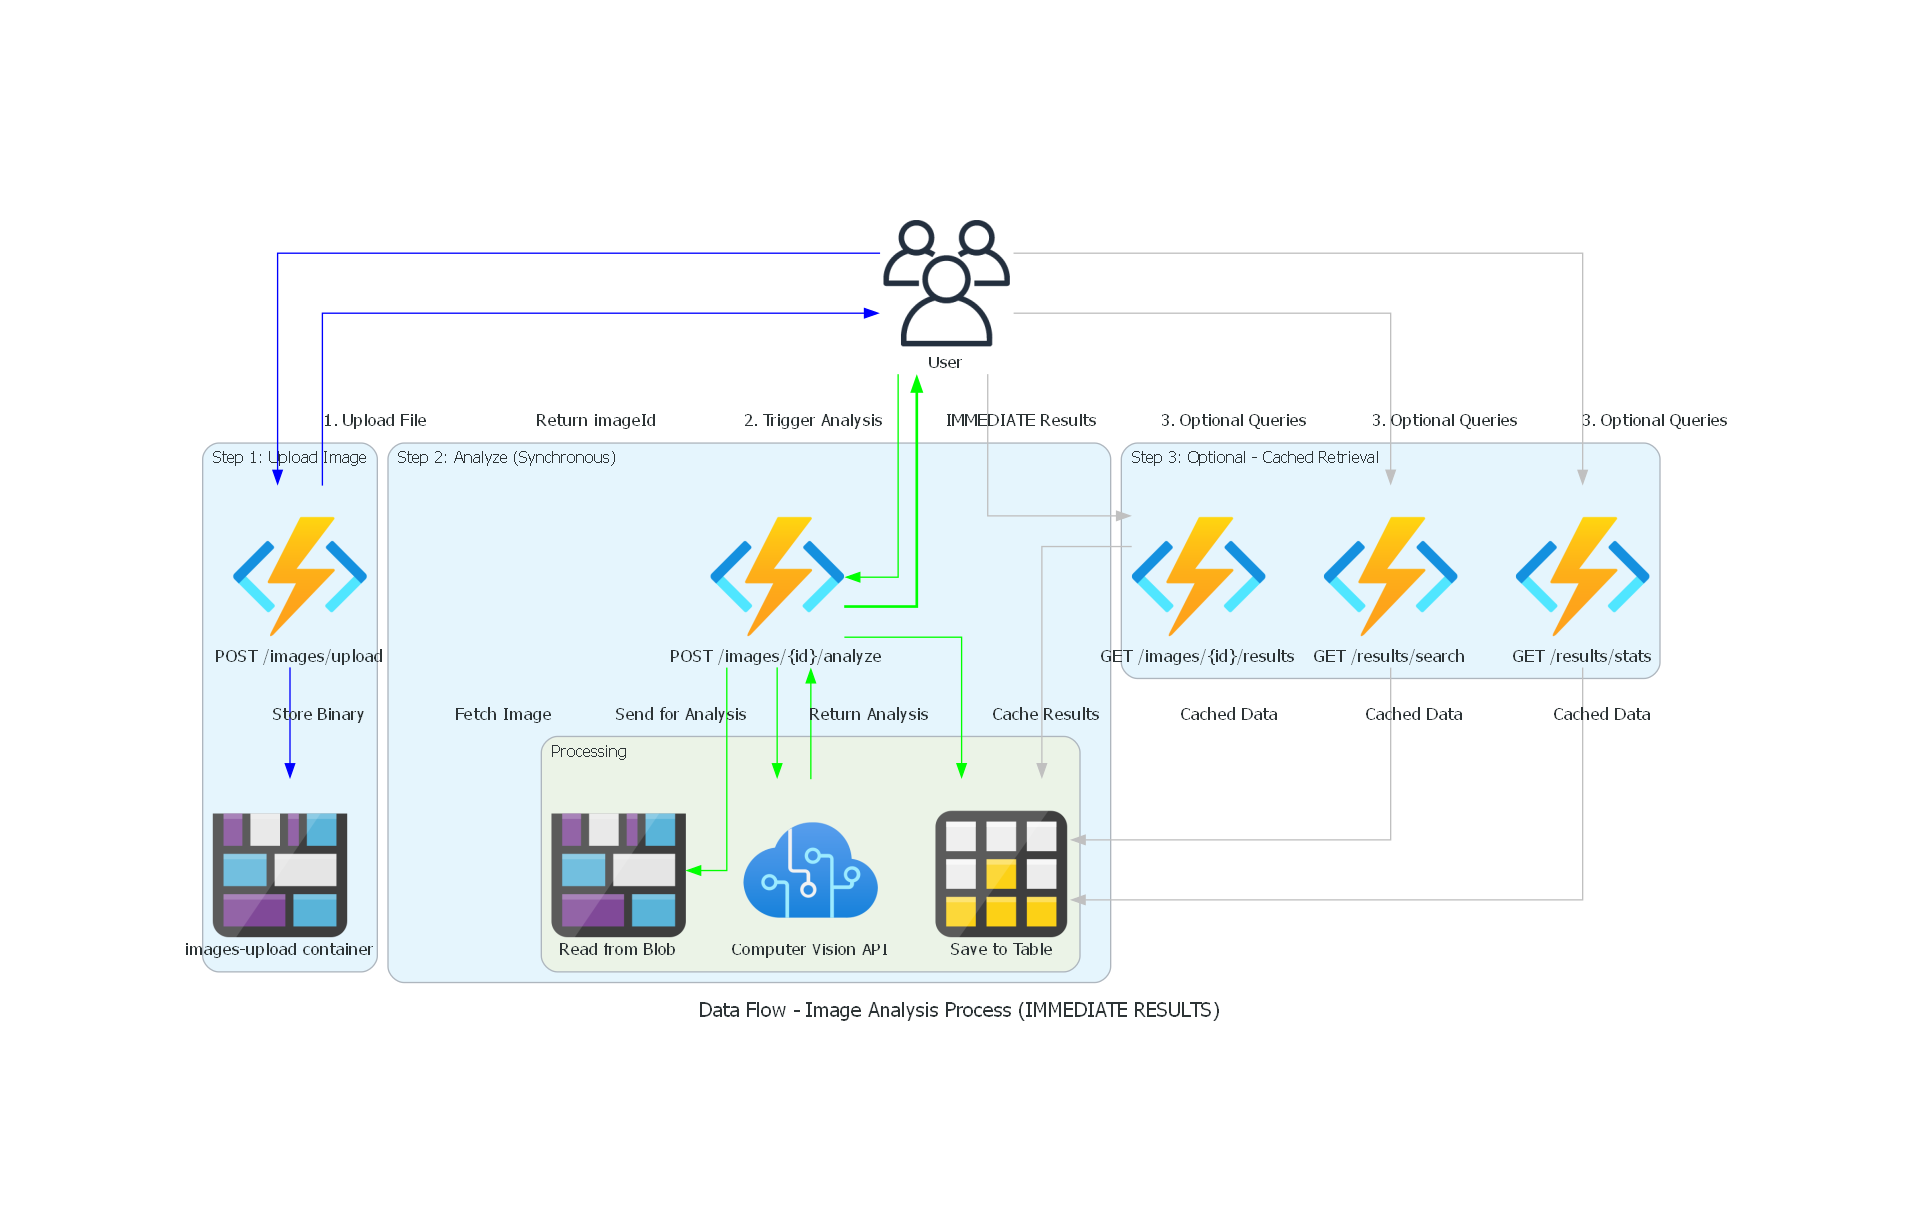 User
1. Upload File
Return imageId
2. Trigger Analysis
IMMEDIATE Results
3. Optional Queries
3. Optional Queries
3. Optional Queries
Step 1: Upload Image
Step 2: Analyze (Synchronous)
Step 3: Optional - Cached Retrieval
POST /images/upload
POST /images/{id}/analyze
GET /images/{id}/results
GET /results/search
GET /results/stats
Store Binary
Fetch Image
Send for Analysis
Return Analysis
Cache Results
Cached Data
Cached Data
Cached Data
Processing
images-upload container
Read from Blob
Computer Vision API
Save to Table
Data Flow - Image Analysis Process (IMMEDIATE RESULTS)